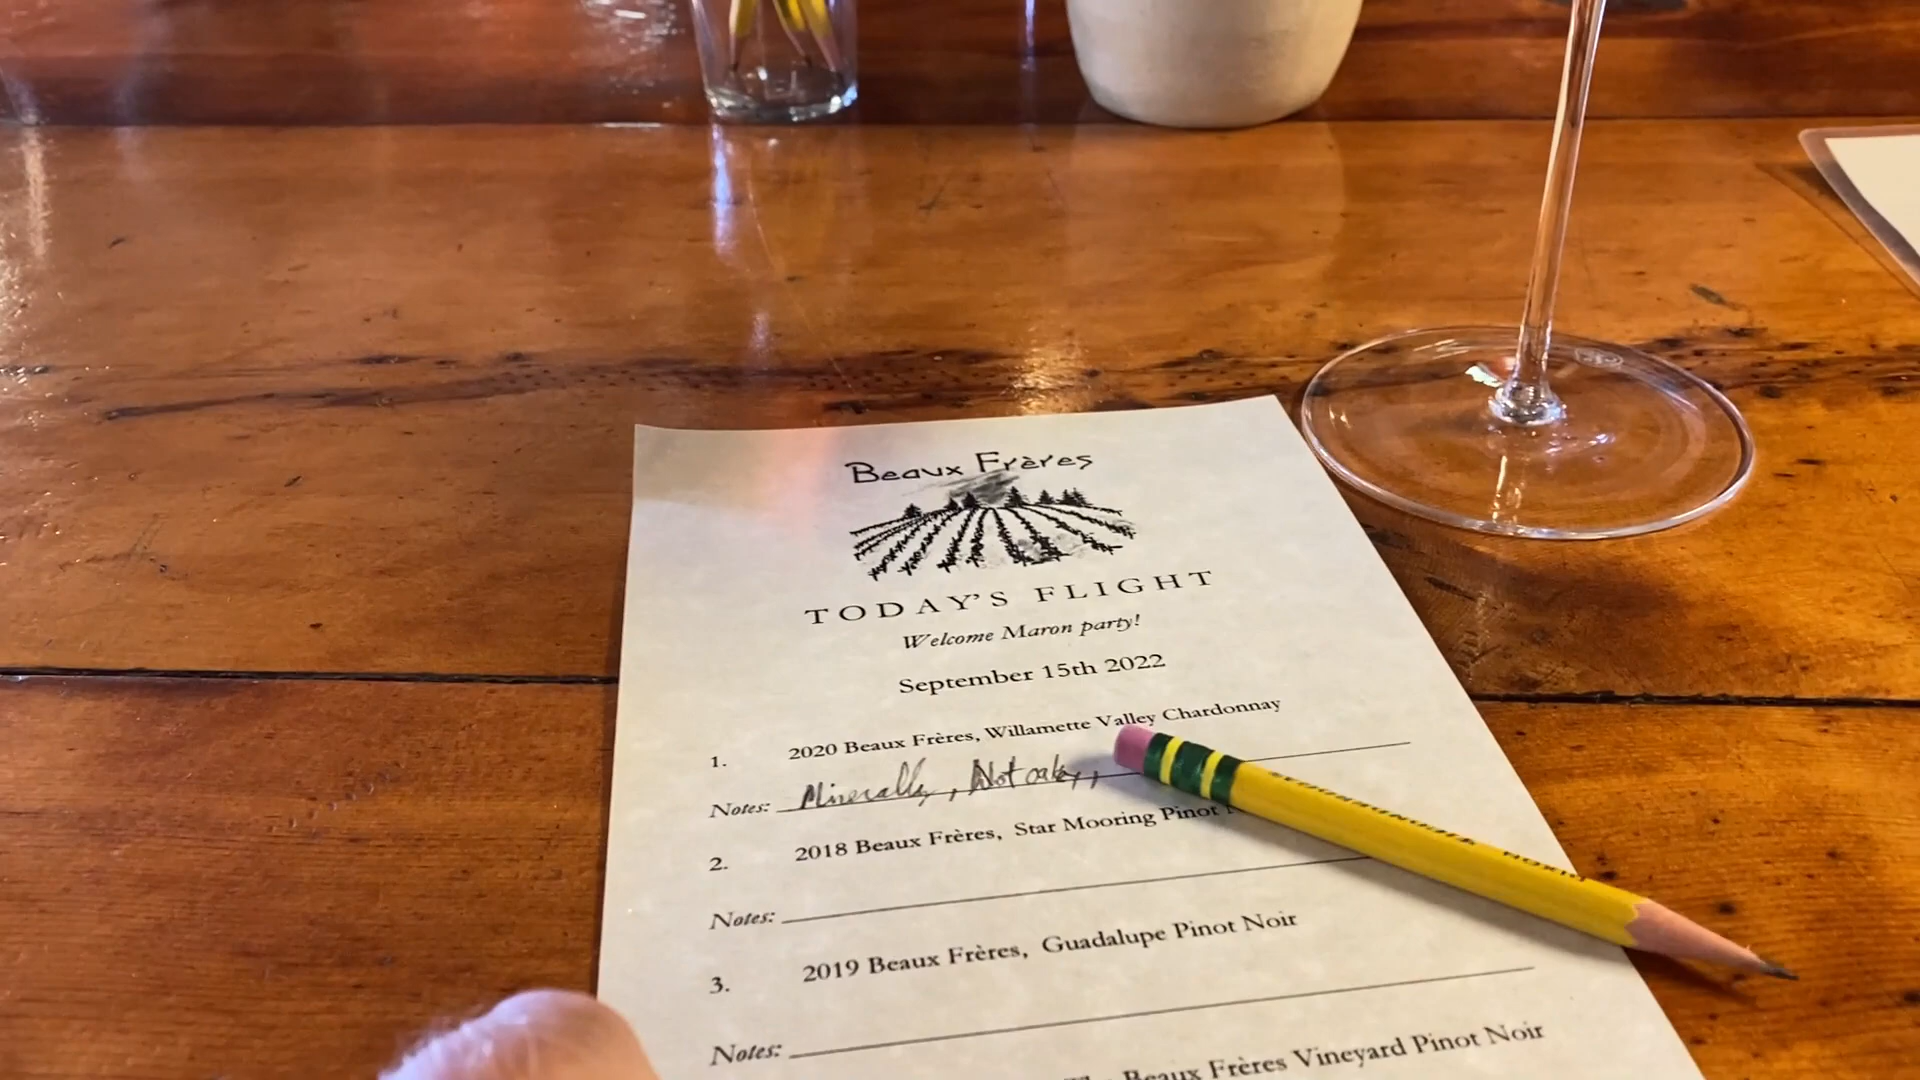 Beaux Frères
TODAY'S FLIGHT
Welcome Maron party!
September 15th 2022
1. 2020 Beaux Frères, Willamette Valley Chardonnay
Notes: Minerally, Not oaky,
2. 2018 Beaux Frères, Star Mooring Pinot
Notes:
3. 2019 Beaux Frères, Guadalupe Pinot Noir
Notes:
Beaux Frères Vineyard Pinot Noir